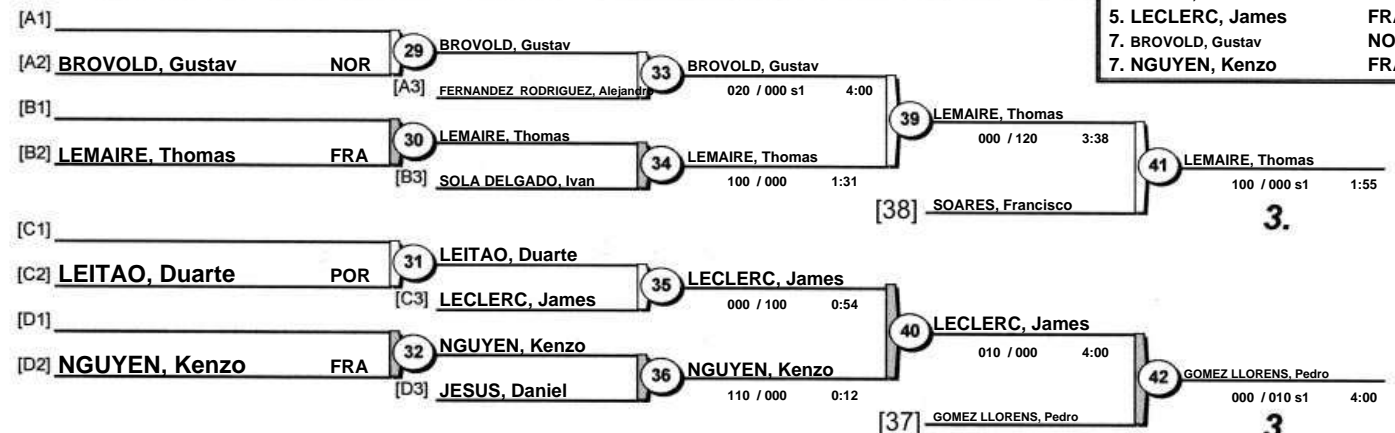 5. LECLERC, James FRA
7. BROVOLD, Gustav NO
7. NGUYEN, Kenzo FRA
[A1]
[A2] BROVOLD, Gustav NOR
29 BROVOLD, Gustav
[A3] FERNANDEZ RODRIGUEZ, Alejandro
33 BROVOLD, Gustav
020 / 000 s1 4:00
[B1]
[B2] LEMAIRE, Thomas FRA
30 LEMAIRE, Thomas
[B3] SOLA DELGADO, Ivan
34 LEMAIRE, Thomas
100 / 000 1:31
39 LEMAIRE, Thomas
000 / 120 3:38
[38] SOARES, Francisco
41 LEMAIRE, Thomas
100 / 000 s1 1:55
3.
[C1]
[C2] LEITAO, Duarte POR
31 LEITAO, Duarte
[C3] LECLERC, James
35 LECLERC, James
000 / 100 0:54
[D1]
[D2] NGUYEN, Kenzo FRA
32 NGUYEN, Kenzo
[D3] JESUS, Daniel
36 NGUYEN, Kenzo
110 / 000 0:12
40 LECLERC, James
010 / 000 4:00
[37] GOMEZ LLORENS, Pedro
42 GOMEZ LLORENS, Pedro
000 / 010 s1 4:00
3